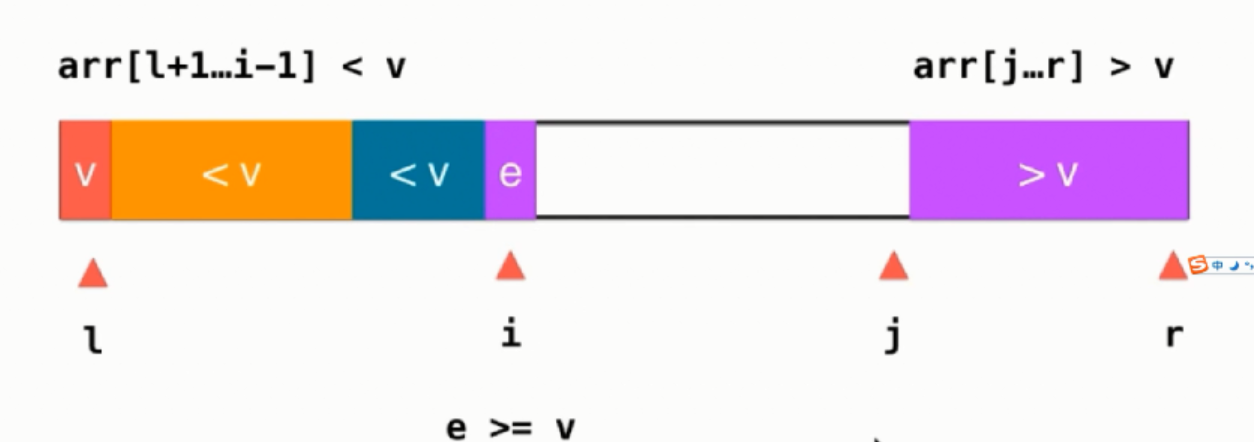 arr[l+1…i-1] < v arr[j…r] > v
v < v < v e > v
l i j r
e >= v